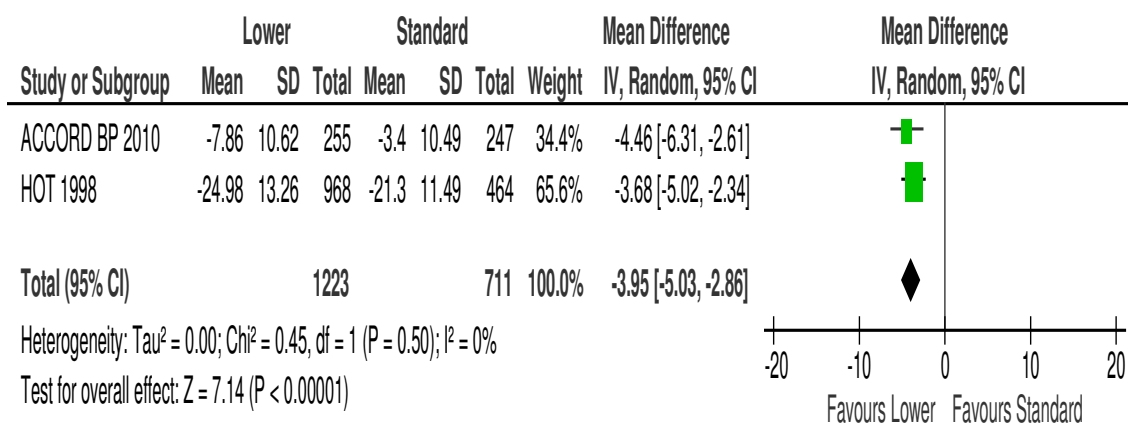 Lower Standard Mean Difference Mean Difference
Study or Subgroup Mean SD Total Mean SD Total Weight IV, Random, 95% CI IV, Random, 95% CI
ACCORD BP 2010 -7.86 10.62 255 -3.4 10.49 247 34.4% -4.46 [-6.31, -2.61]
HOT 1998 -24.98 13.26 968 -21.3 11.49 464 65.6% -3.68 [-5.02, -2.34]
Total (95% CI) 1223 711 100.0% -3.95 [-5.03, -2.86]
Heterogeneity: Tau² = 0.00; Chi² = 0.45, df = 1 (P = 0.50); I² = 0%
Test for overall effect: Z = 7.14 (P < 0.00001)
-20 -10 0 10 20
Favours Lower Favours Standard